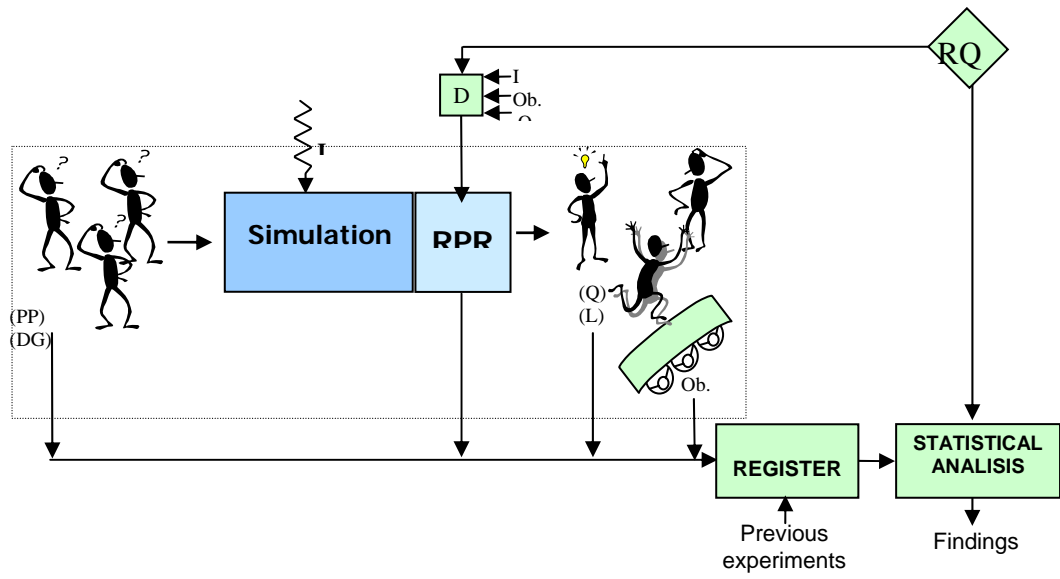 RQ
D
I
Ob.
?
?
?
Simulation
RPR
(PP)
(DG)
(Q)
(L)
Ob.
REGISTER
STATISTICAL
ANALISIS
Previous
experiments
Findings